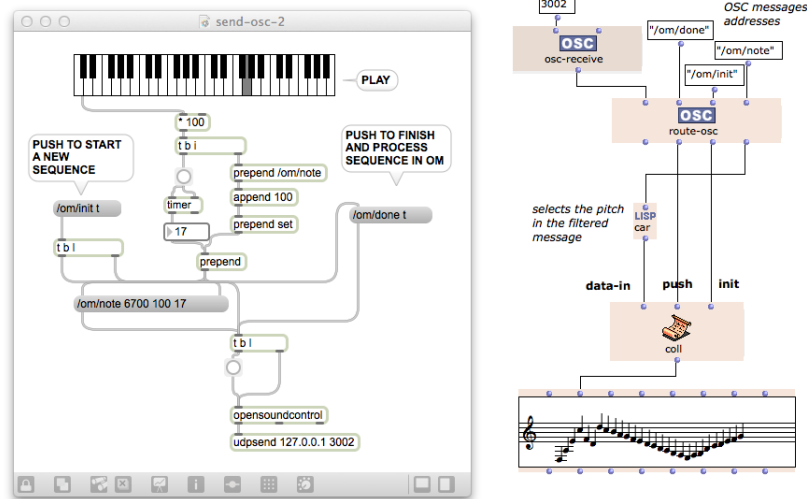 send-osc-2
PLAY
* 100
t b i
PUSH TO START
A NEW
SEQUENCE
PUSH TO FINISH
AND PROCESS
SEQUENCE IN OM
prepend /om/note
append 100
prepend set
/om/init t
timer
17
/om/done t
t b l
prepend
/om/note 6700 100 17
t b l
opensoundcontrol
udpsend 127.0.0.1 3002
3002
OSC messages
addresses
"/om/done"
"/om/note"
"/om/init"
OSC
osc-receive
OSC
route-osc
selects the pitch
in the filtered
message
LISP
car
data-in
push
init
coll